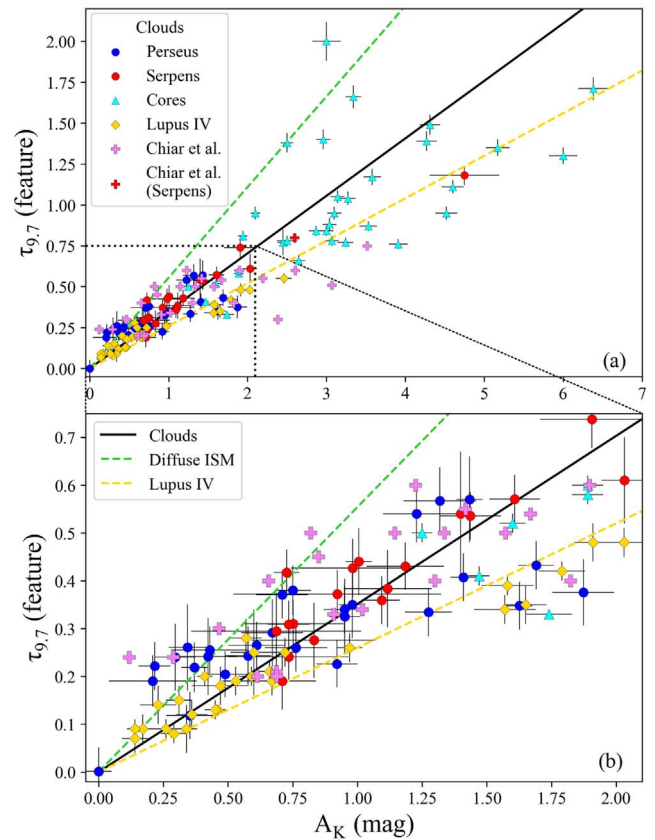 2.00
1.75
1.50
1.25
1.00
0.75
0.50
0.25
0.00
τ9.7 (feature)
Clouds
Perseus
Serpens
Cores
Lupus IV
Chiar et al.
Chiar et al.
(Serpens)
(a)
0 1 2 3 4 5 6 7
0.7
0.6
0.5
0.4
0.3
0.2
0.1
0.0
τ9.7 (feature)
Clouds
Diffuse ISM
Lupus IV
(b)
0.00 0.25 0.50 0.75 1.00 1.25 1.50 1.75 2.00
AK (mag)